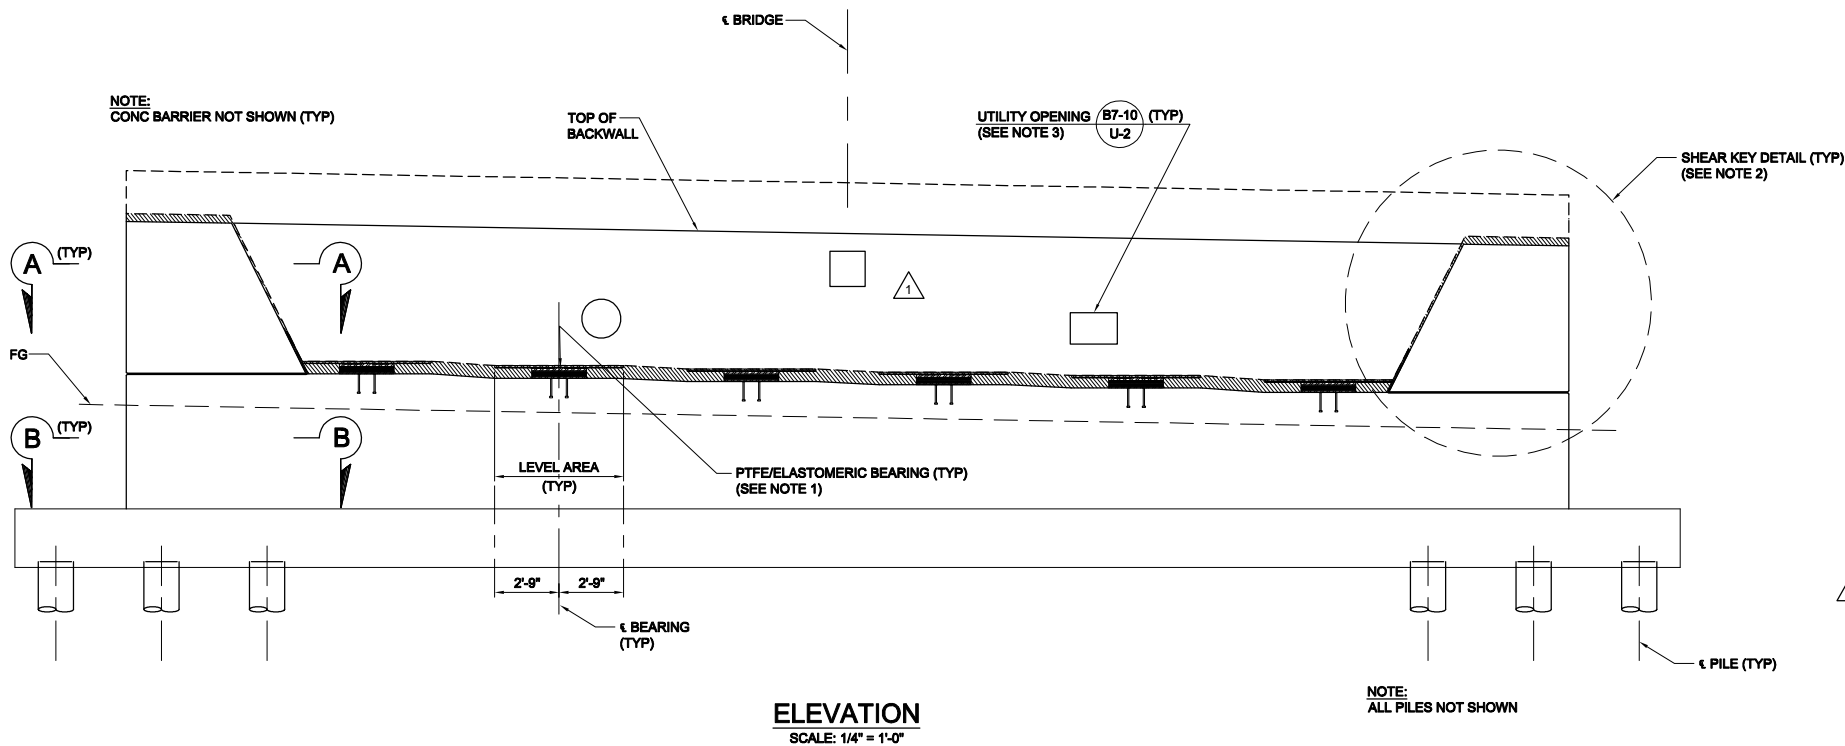 ℄ BRIDGE
NOTE:
CONC BARRIER NOT SHOWN (TYP)
TOP OF
BACKWALL
UTILITY OPENING B7-10 (TYP)
(SEE NOTE 3) U-2
SHEAR KEY DETAIL (TYP)
(SEE NOTE 2)
A (TYP)
A
1
FG
B (TYP)
B
LEVEL AREA
(TYP)
PTFE/ELASTOMERIC BEARING (TYP)
(SEE NOTE 1)
2'-9" 2'-9"
℄ BEARING
(TYP)
℄ PILE (TYP)
NOTE:
ALL PILES NOT SHOWN
ELEVATION
SCALE: 1/4" = 1'-0"